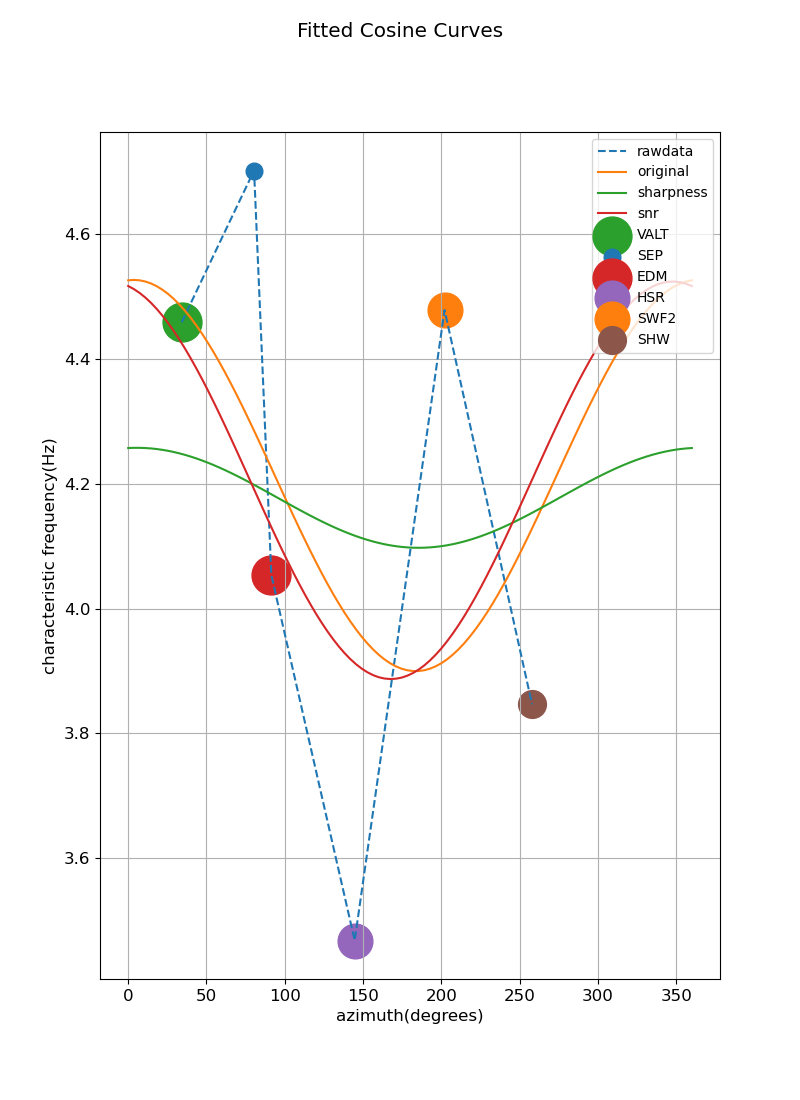 Fitted Cosine Curves
rawdata
original
sharpness
snr
VALT
SEP
EDM
HSR
SWF2
SHW
characteristic frequency(Hz)
4.6
4.4
4.2
4.0
3.8
3.6
0 50 100 150 200 250 300 350
azimuth(degrees)